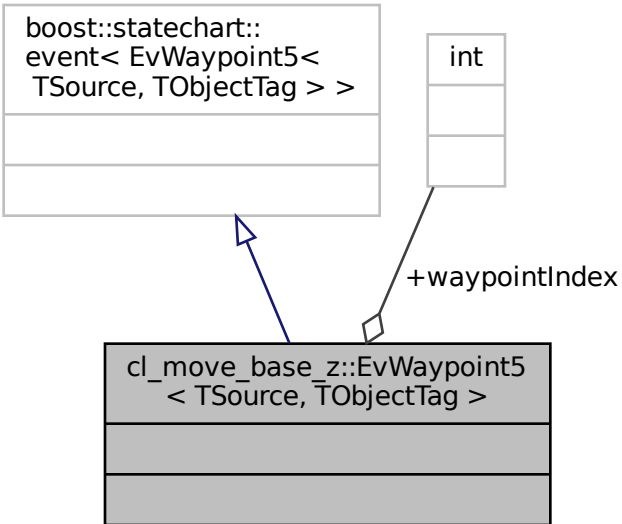 boost::statechart::
event< EvWaypoint5<
TSource, TObjectTag > >
int
+waypointIndex
cl_move_base_z::EvWaypoint5
< TSource, TObjectTag >